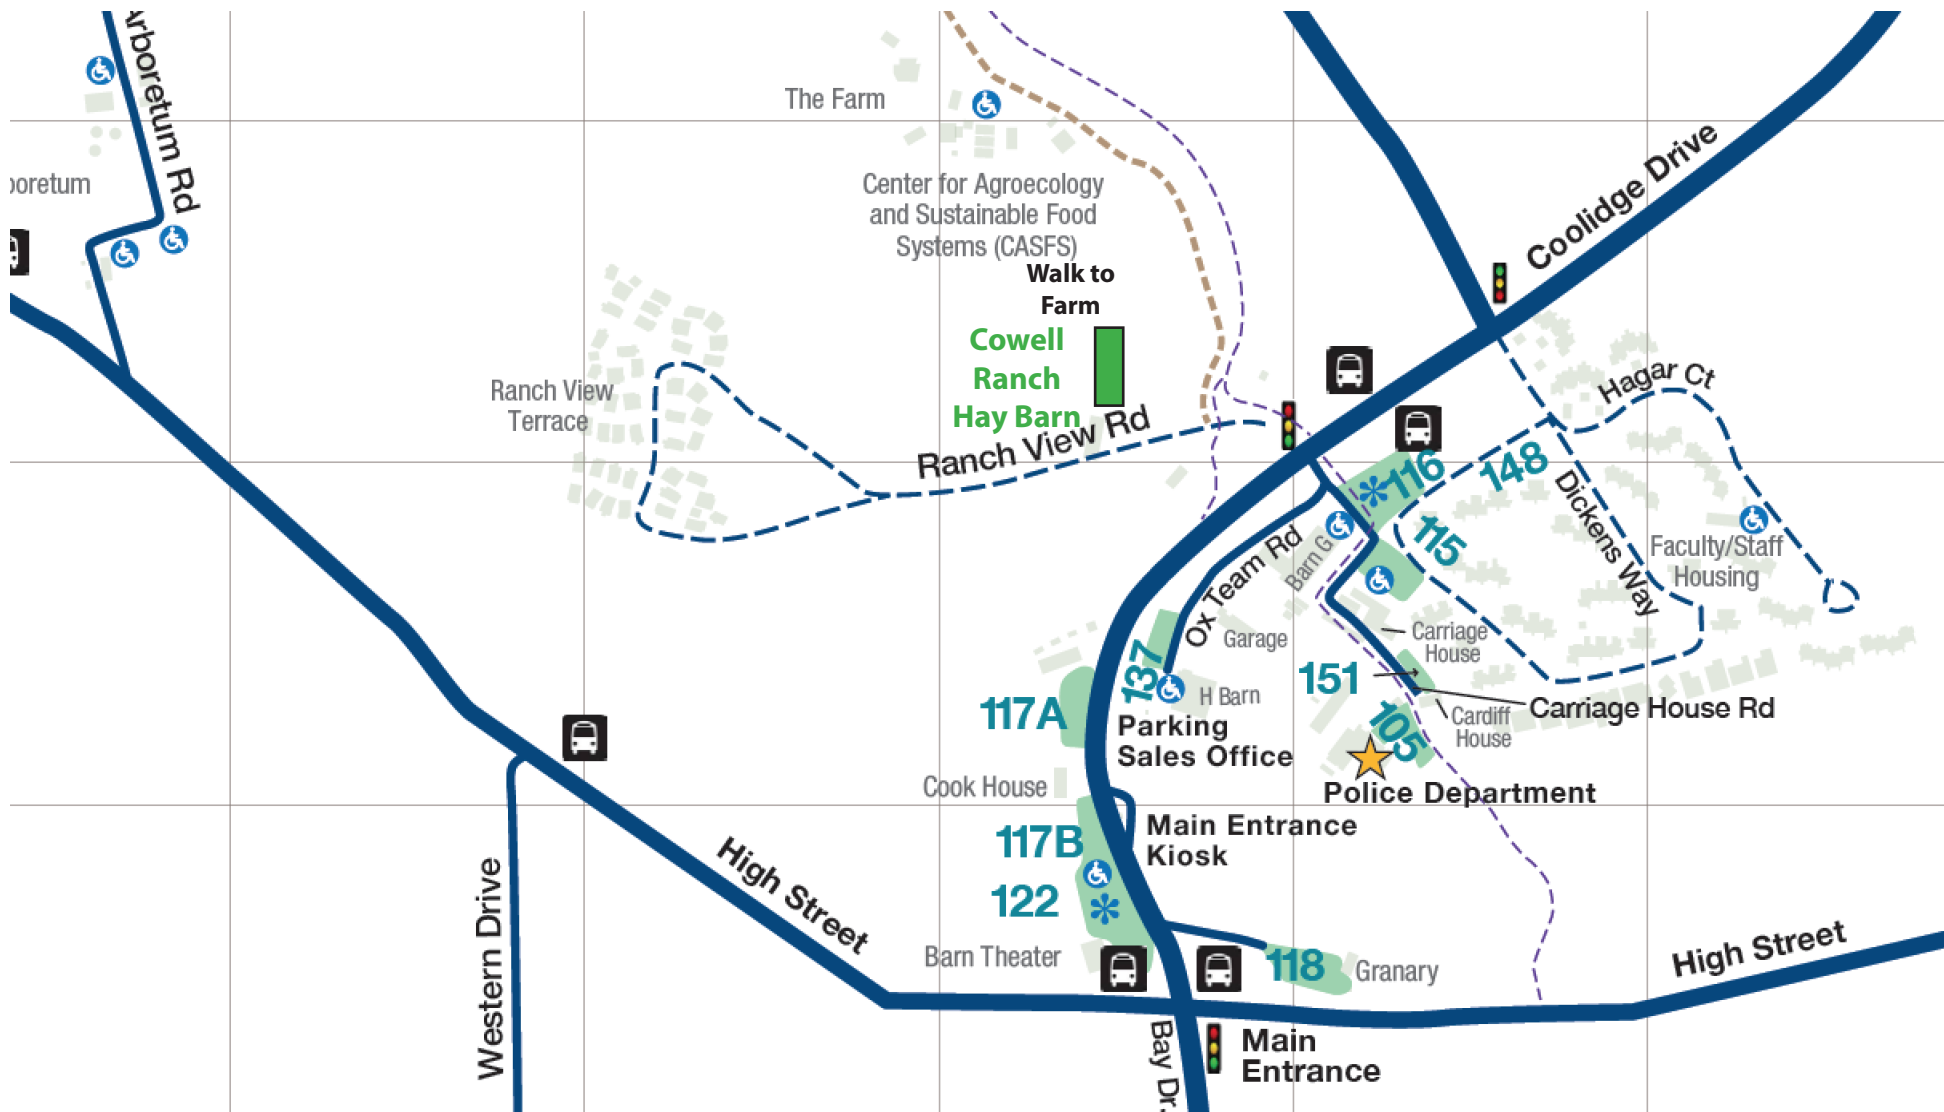 Arboretum Rd
boretum
The Farm
Center for Agroecology
and Sustainable Food
Systems (CASFS)
Walk to
Farm
Cowell
Ranch
Hay Barn
Ranch View Rd
Ranch View
Terrace
Coolidge Drive
Hagar Ct
116
148
115
Dickens Way
Faculty/Staff
Housing
Barn G
Ox Team Rd
Garage
Carriage
House
137
151
H Barn
117A
Parking
Sales Office
105
Cardiff
House
Carriage House Rd
Police Department
Cook House
117B
Main Entrance
Kiosk
122
High Street
Western Drive
Barn Theater
118
Granary
High Street
Bay Dr.
Main
Entrance